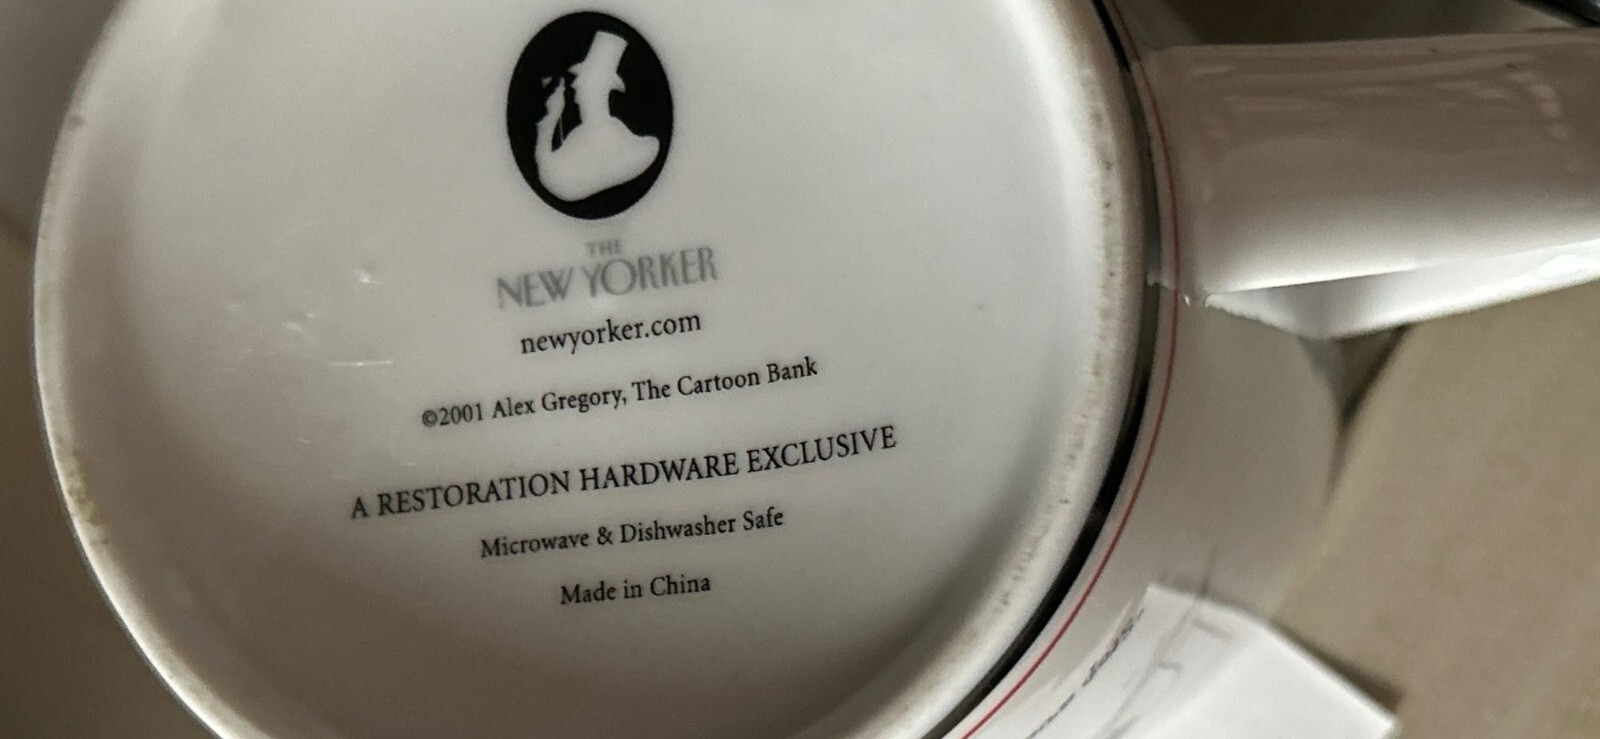 THE
NEW YORKER
newyorker.com
©2001 Alex Gregory, The Cartoon Bank
A RESTORATION HARDWARE EXCLUSIVE
Microwave & Dishwasher Safe
Made in China